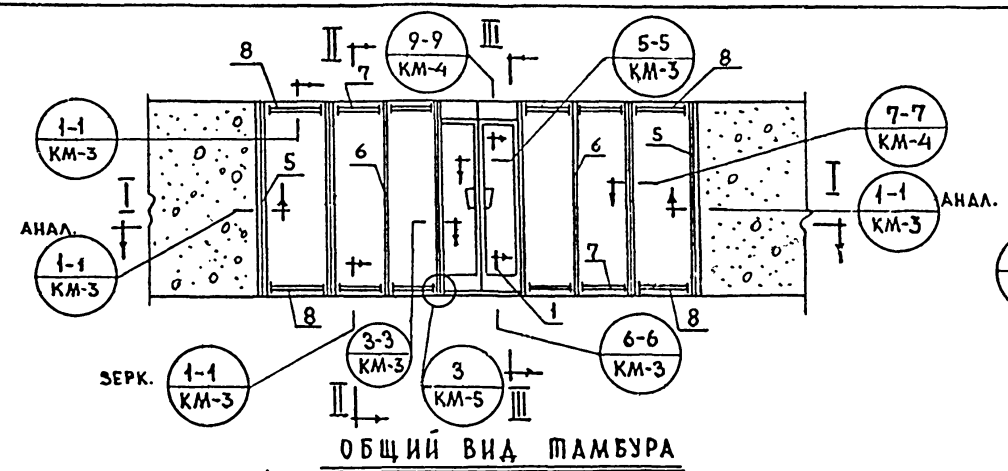 II
9-9
КМ-4
III
5-5
КМ-3
8
7
8
1-1
КМ-3
7-7
КМ-4
5
6
6
5
I
I
АНАЛ.
1-1
КМ-3
1-1
КМ-3
АНАЛ.
7
8
1
8
ЗЕРК.
1-1
КМ-3
3-3
КМ-3
3
КМ-5
6-6
КМ-3
II
III
ОБЩИЙ ВИД ТАМБУРА